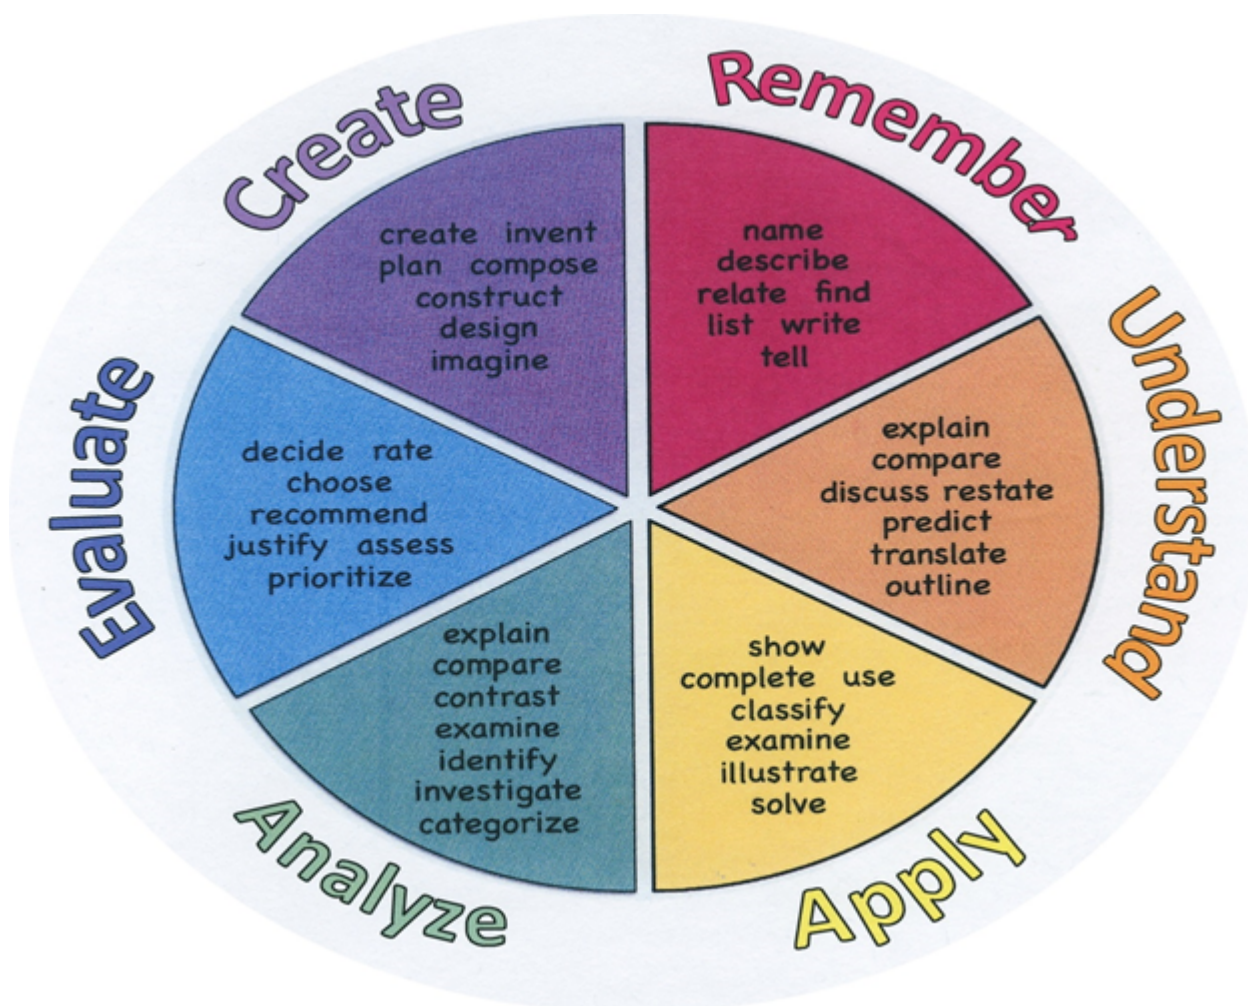 Remember
name
describe
relate find
list write
tell
Understand
explain
compare
discuss restate
predict
translate
outline
Apply
show
complete use
classify
examine
illustrate
solve
Analyze
explain
compare
contrast
examine
identify
investigate
categorize
Evaluate
decide rate
choose
recommend
justify assess
prioritize
Create
create invent
plan compose
construct
design
imagine